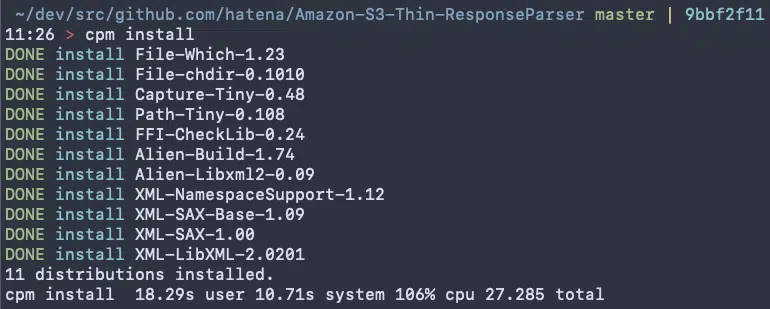 ~/dev/src/github.com/hatena/Amazon-S3-Thin-ResponseParser master | 9bbf2f11
11:26 > cpm install
DONE install File-Which-1.23
DONE install File-chdir-0.1010
DONE install Capture-Tiny-0.48
DONE install Path-Tiny-0.108
DONE install FFI-CheckLib-0.24
DONE install Alien-Build-1.74
DONE install Alien-Libxml2-0.09
DONE install XML-NamespaceSupport-1.12
DONE install XML-SAX-Base-1.09
DONE install XML-SAX-1.00
DONE install XML-LibXML-2.0201
11 distributions installed.
cpm install  18.29s user 10.71s system 106% cpu 27.285 total